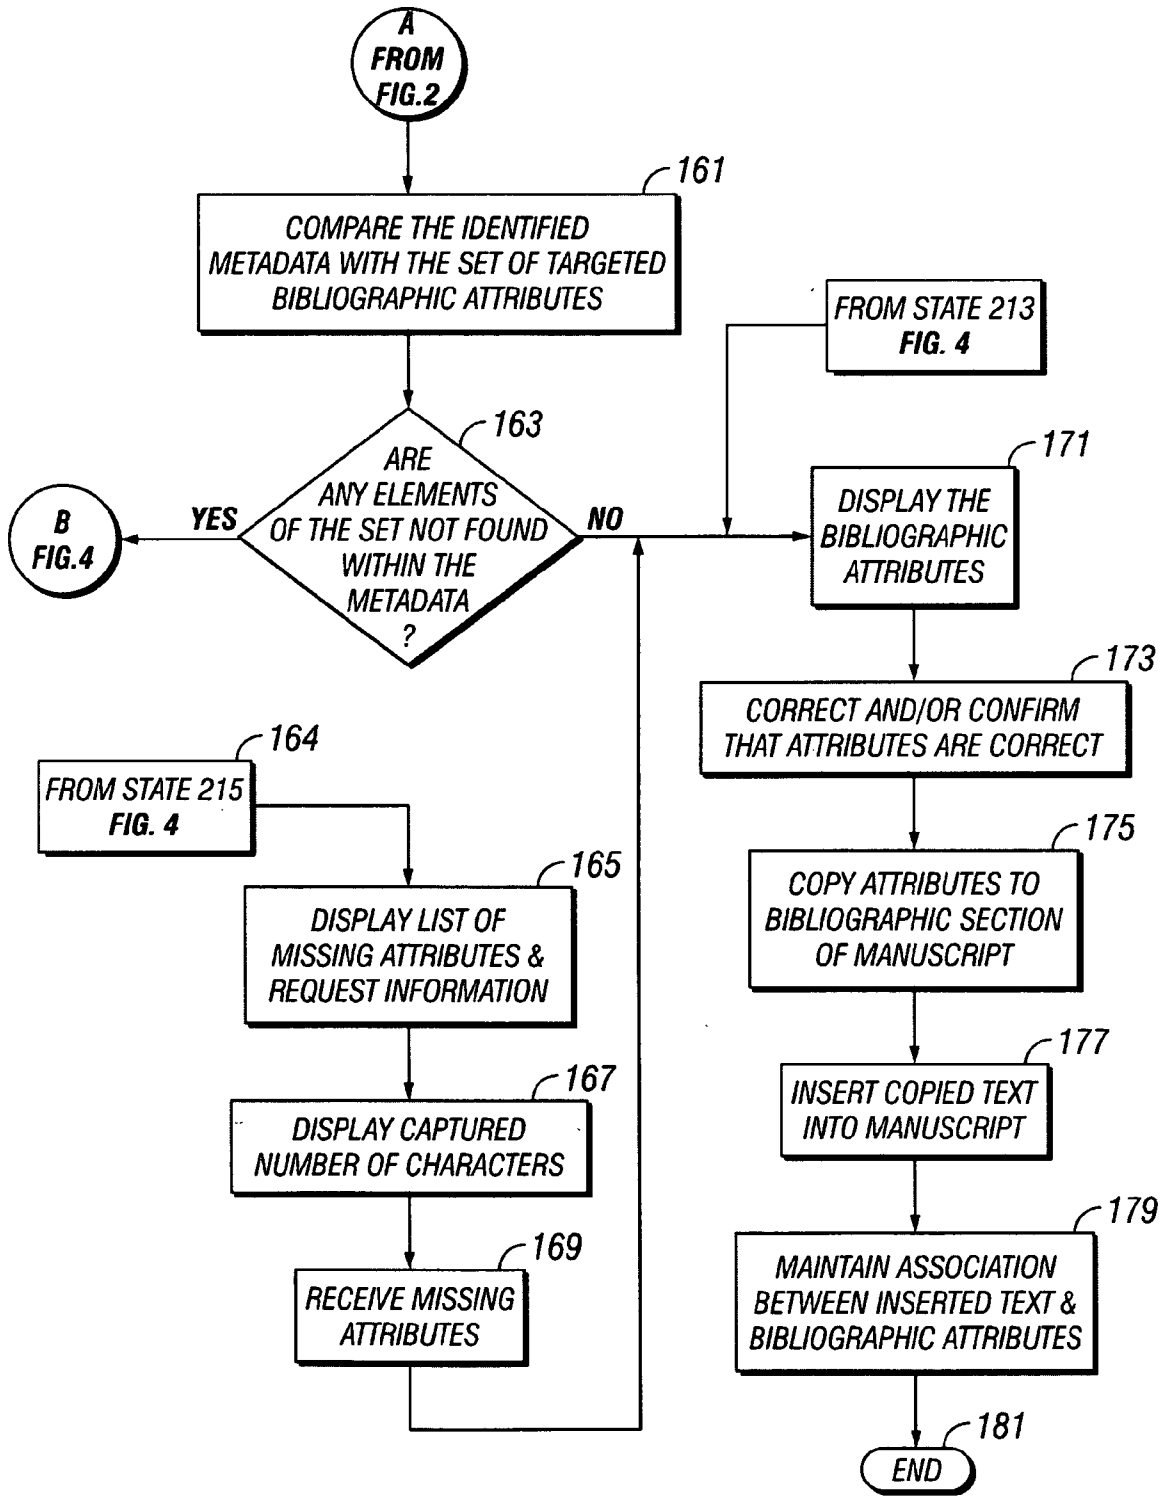 A
FROM
FIG.2
161
COMPARE THE IDENTIFIED
METADATA WITH THE SET OF TARGETED
BIBLIOGRAPHIC ATTRIBUTES
FROM STATE 213
FIG. 4
163
ARE
ANY ELEMENTS
OF THE SET NOT FOUND
WITHIN THE
METADATA
?
YES
B
FIG.4
NO
171
DISPLAY THE
BIBLIOGRAPHIC
ATTRIBUTES
173
CORRECT AND/OR CONFIRM
THAT ATTRIBUTES ARE CORRECT
164
FROM STATE 215
FIG. 4
165
DISPLAY LIST OF
MISSING ATTRIBUTES &
REQUEST INFORMATION
167
DISPLAY CAPTURED
NUMBER OF CHARACTERS
169
RECEIVE MISSING
ATTRIBUTES
175
COPY ATTRIBUTES TO
BIBLIOGRAPHIC SECTION
OF MANUSCRIPT
177
INSERT COPIED TEXT
INTO MANUSCRIPT
179
MAINTAIN ASSOCIATION
BETWEEN INSERTED TEXT &
BIBLIOGRAPHIC ATTRIBUTES
181
END